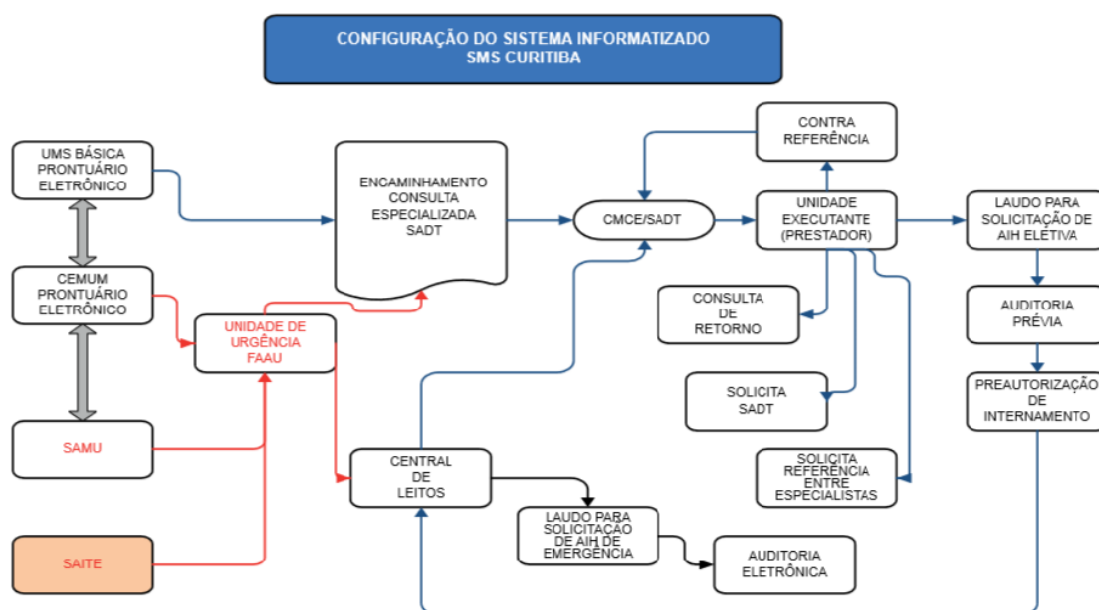 CONFIGURAÇÃO DO SISTEMA INFORMATIZADO
SMS CURITIBA
UMS BÁSICA
PRONTUÁRIO
ELETRÔNICO
ENCAMINHAMENTO
CONSULTA
ESPECIALIZADA
SADT
CONTRA
REFERÊNCIA
CMCE/SADT
UNIDADE
EXECUTANTE
(PRESTADOR)
LAUDO PARA
SOLICITAÇÃO DE
AIH ELETIVA
CEMUM
PRONTUÁRIO
ELETRÔNICO
UNIDADE DE
URGÊNCIA
FAAU
CONSULTA
DE
RETORNO
AUDITORIA
PRÉVIA
SOLICITA
SADT
PREAUTORIZAÇÃO
DE
INTERNAMENTO
SAMU
CENTRAL
DE
LEITOS
SOLICITA
REFERÊNCIA
ENTRE
ESPECIALISTAS
LAUDO PARA
SOLICITAÇÃO
DE AIH DE
EMERGÊNCIA
AUDITORIA
ELETRÔNICA
SAITE